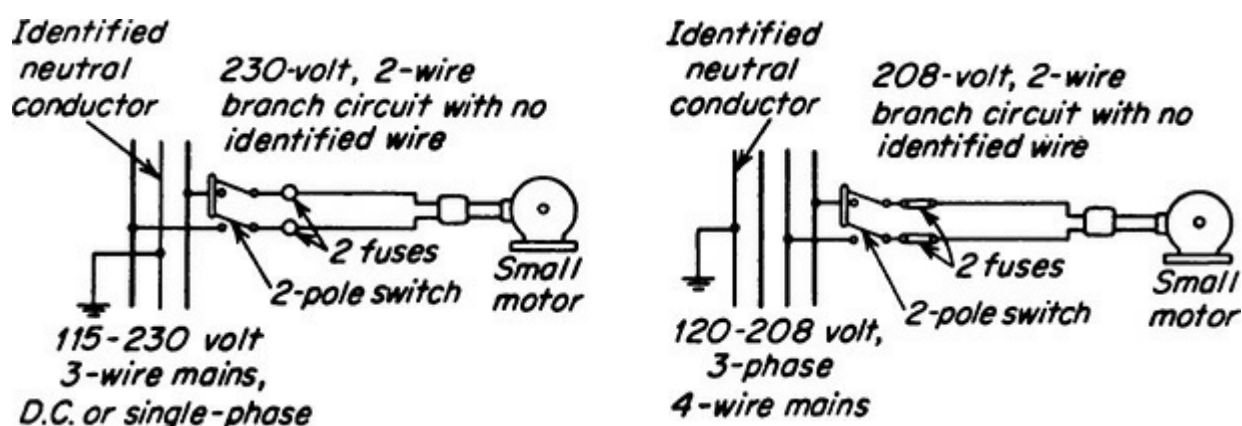 Identified
neutral
conductor
230-volt, 2-wire
branch circuit with no
identified wire
2 fuses
2-pole switch
Small
motor
115-230 volt
3-wire mains,
D.C. or single-phase
Identified
neutral
conductor
208-volt, 2-wire
branch circuit with no
identified wire
2 fuses
2-pole switch
Small
motor
120-208 volt,
3-phase
4-wire mains